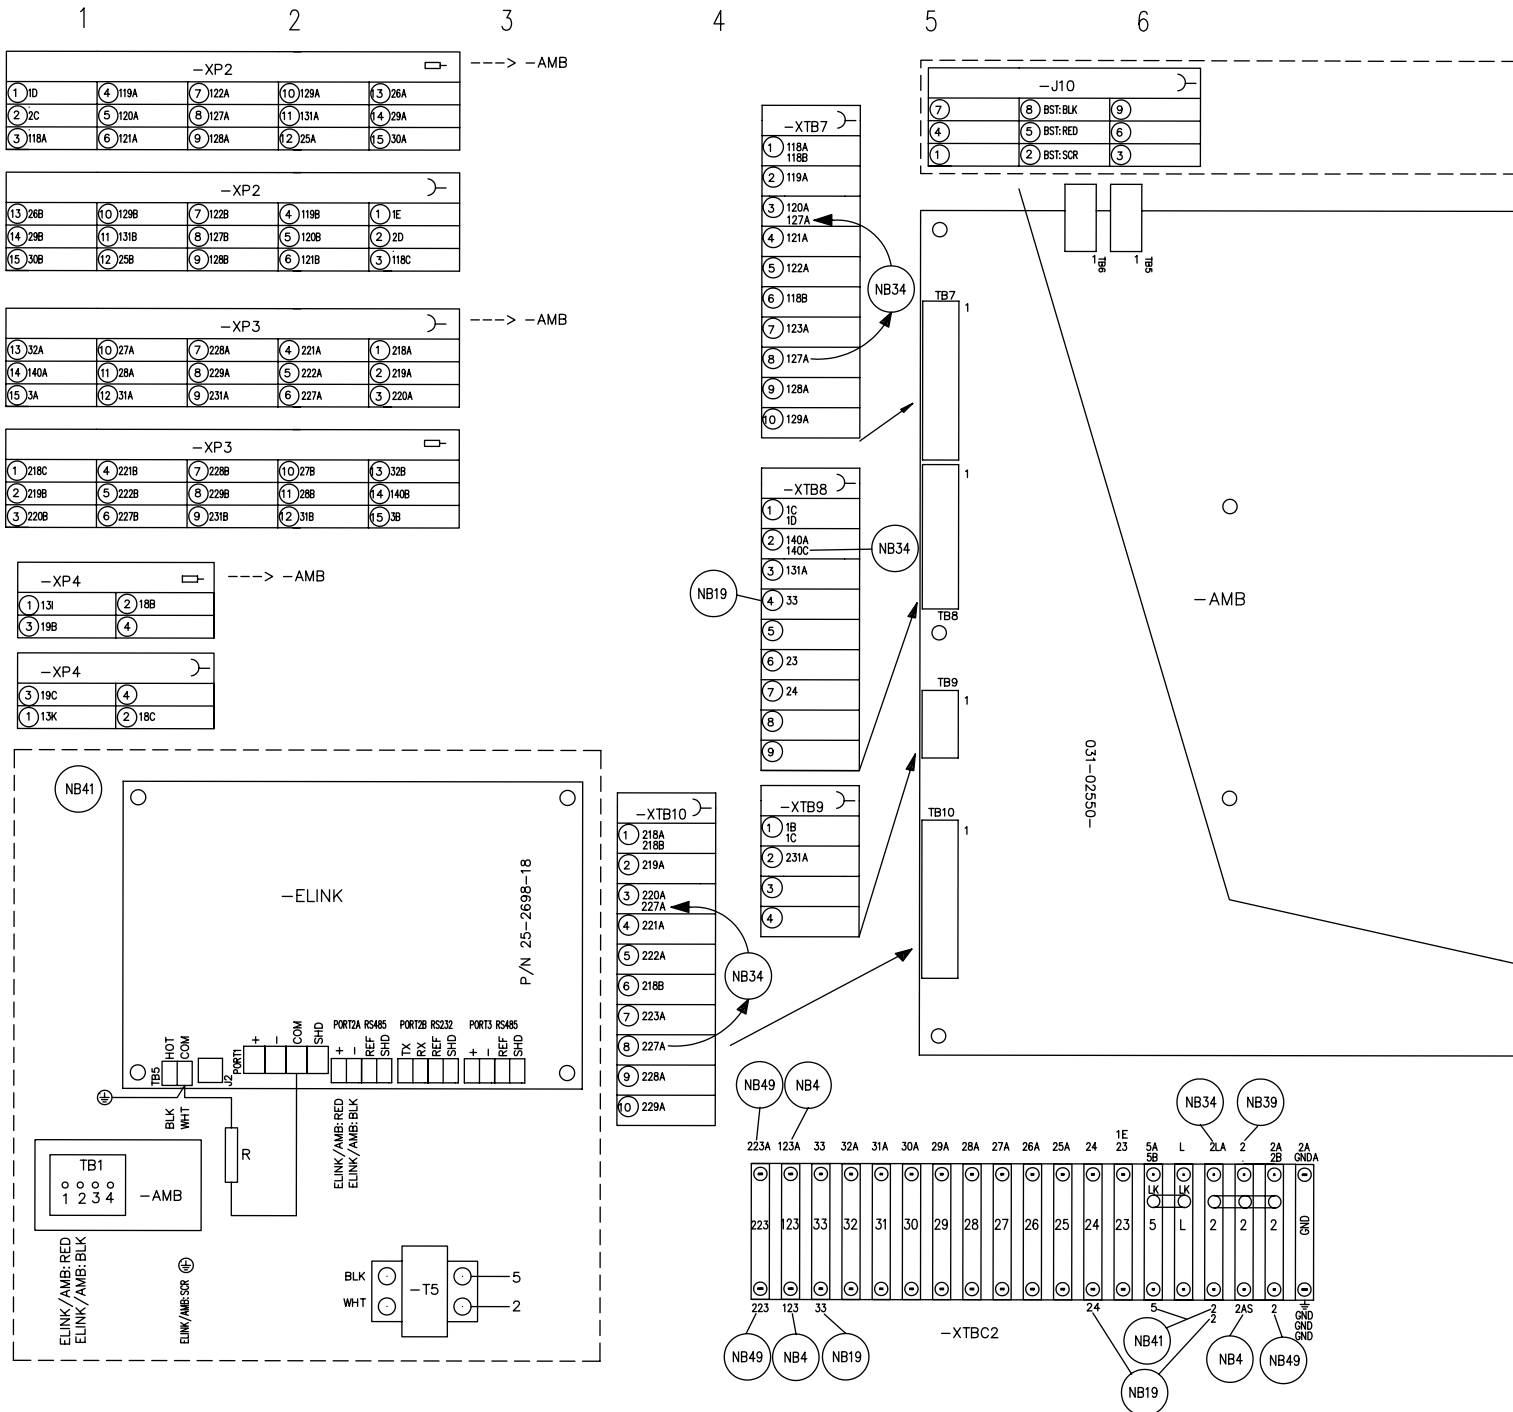 1 2 3 4 5 6
-XP2 ---> -AMB
1 1D 4 119A 7 122A 10 129A 13 26A
2 2C 5 120A 8 127A 11 131A 14 29A
3 118A 6 121A 9 128A 12 25A 15 30A
-XP2
13 26B 10 129B 7 122B 4 119B 1 1E
14 29B 11 131B 8 127B 5 120B 2 2D
15 30B 12 25B 9 128B 6 121B 3 118C
-XP3 ---> -AMB
13 32A 10 27A 7 228A 4 221A 1 218A
14 140A 11 28A 8 229A 5 222A 2 219A
15 3A 12 31A 9 231A 6 227A 3 220A
-XP3
1 218C 4 221B 7 228B 10 27B 13 32B
2 219B 5 222B 8 229B 11 28B 14 140B
3 220B 6 227B 9 231B 12 31B 15 3B
-XP4 ---> -AMB
1 13I 2 18B
3 19B 4
-XP4
3 19C 4
1 13K 2 18C
-XTB7
1 118A
118B
2 119A
3 120A
127A
4 121A
5 122A
6 118B
7 123A
8 127A
9 128A
10 129A
NB34
-XTB8
1 1C
1D
2 140A
140C
3 131A
4 33
5
6 23
7 24
8
9
NB34
NB19
-XTB9
1 1B
1C
2 231A
3
4
-XTB10
1 218A
218B
2 219A
3 220A
227A
4 221A
5 222A
6 218B
7 223A
8 227A
9 228A
10 229A
NB34
-J10
7 8 BST:BLK 9
4 5 BST:RED 6
1 2 BST:SCR 3
1 TB6 1 TB5
TB7 1
1
TB8
TB9 1
TB10 1
-AMB
031-02550-
NB41
-ELINK
P/N 25-2698-18
TB5 HOT COM
J2
PORT1 + - COM SHD
PORT2A RS485 PORT2B RS232 PORT3 RS485
+ - REF SHD TX RX REF SHD + - REF SHD
BLK
WHT
R
ELINK/AMB:RED
ELINK/AMB:BLK
TB1
1 2 3 4
-AMB
ELINK/AMB:RED
ELINK/AMB:BLK
ELINK/AMB:SCR
BLK
WHT
-T5
5
2
NB49 NB4 NB34 NB39
1E
223A 123A 33 32A 31A 30A 29A 28A 27A 26A 25A 24 23 5A L 2LA 2 2A 2A
5B 2B GNDA
LK LK
223 123 33 32 31 30 29 28 27 26 25 24 23 5 L 2 2 2 GND
223 123 33 24 5 2 2AS 2
2 GND
GND
GND
-XTBC2
NB49 NB4 NB19 NB41 NB4 NB49
NB19